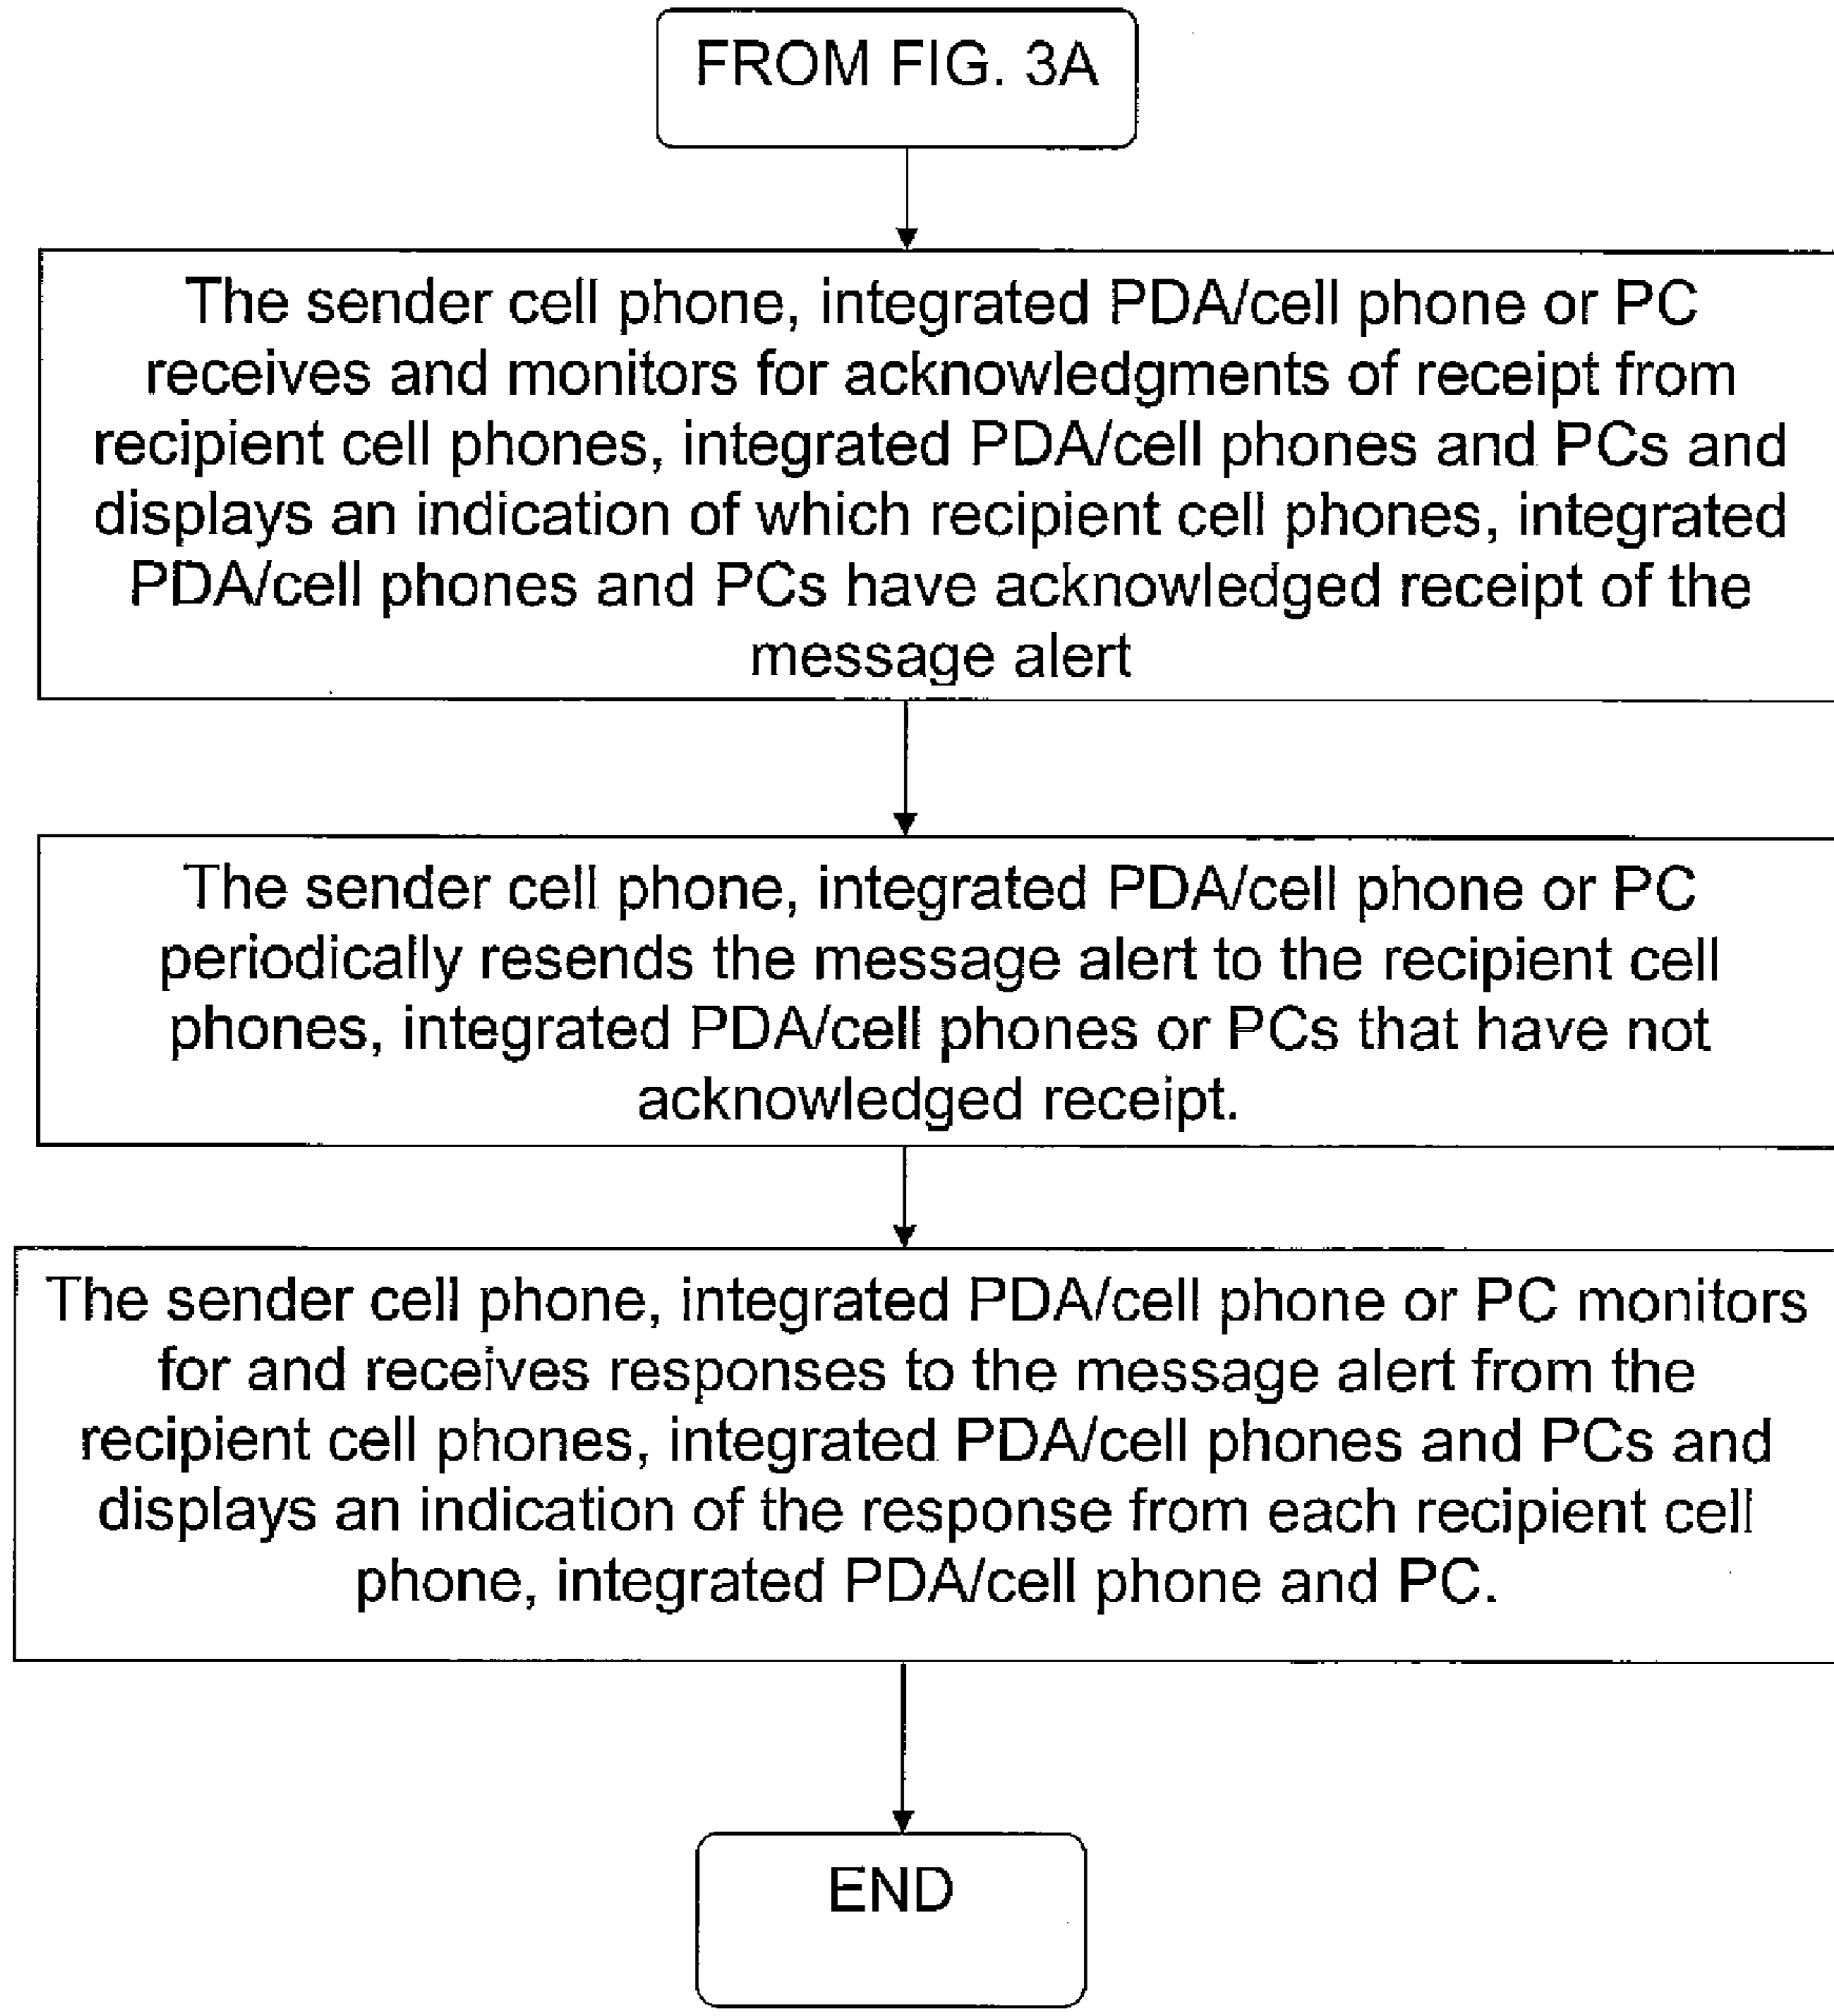 FROM FIG. 3A
The sender cell phone, integrated PDA/cell phone or PC
receives and monitors for acknowledgments of receipt from
recipient cell phones, integrated PDA/cell phones and PCs and
displays an indication of which recipient cell phones, integrated
PDA/cell phones and PCs have acknowledged receipt of the
message alert
The sender cell phone, integrated PDA/cell phone or PC
periodically resends the message alert to the recipient cell
phones, integrated PDA/cell phones or PCs that have not
acknowledged receipt.
The sender cell phone, integrated PDA/cell phone or PC monitors
for and receives responses to the message alert from the
recipient cell phones, integrated PDA/cell phones and PCs and
displays an indication of the response from each recipient cell
phone, integrated PDA/cell phone and PC.
END